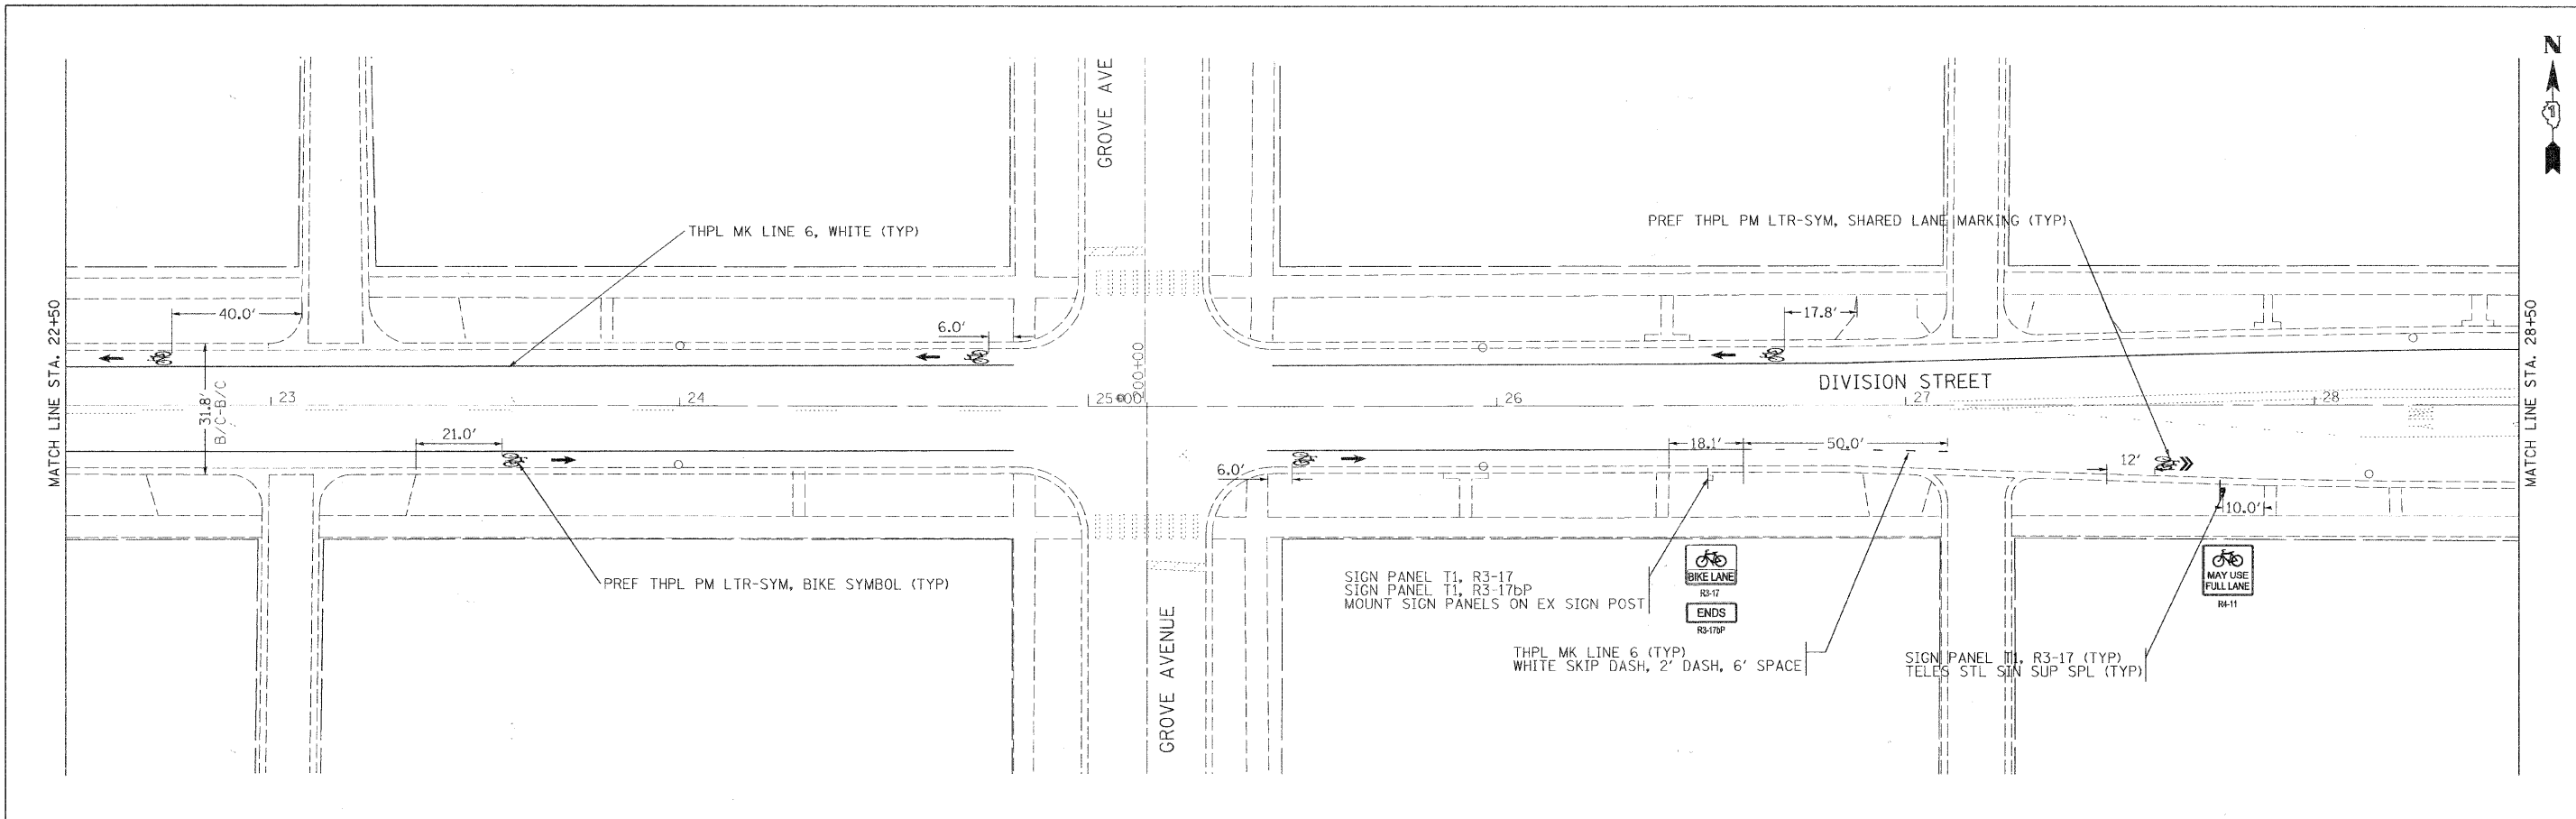 N
1
GROVE AVE
PREF THPL PM LTR-SYM, SHARED LANE MARKING (TYP)
THPL MK LINE 6, WHITE (TYP)
MATCH LINE STA. 22+50
MATCH LINE STA. 28+50
40.0'
6.0'
17.8'
31.8'
B/C-B/C
200+00
DIVISION STREET
23
24
25+00
26
27
28
21.0'
6.0'
18.1'
50.0'
12'
10.0'
PREF THPL PM LTR-SYM, BIKE SYMBOL (TYP)
GROVE AVENUE
SIGN PANEL T1, R3-17
SIGN PANEL T1, R3-17bP
MOUNT SIGN PANELS ON EX SIGN POST
BIKE LANE
R3-17
ENDS
R3-17bP
THPL MK LINE 6 (TYP)
WHITE SKIP DASH, 2' DASH, 6' SPACE
SIGN PANEL T1, R3-17 (TYP)
TELES STL SIN SUP SPL (TYP)
MAY USE
FULL LANE
R4-11